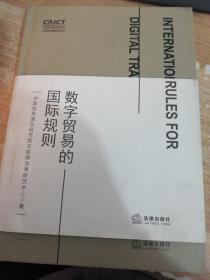 CAICT
INTERNATIONAL RULES FOR
DIGITAL TRA
数字贸易的
国际规则
中国信息通信研究院互联网法律研究中心/著
法律出版社